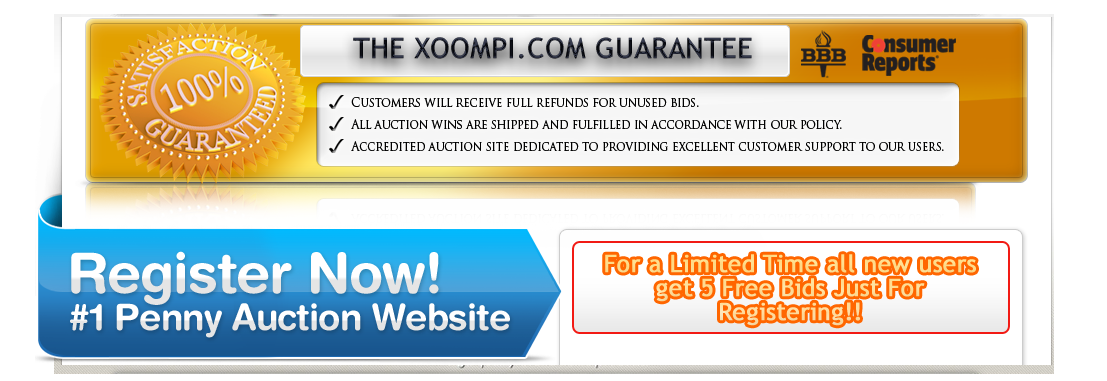 SATISFACTION
100%
GUARANTEED
THE XOOMPI.COM GUARANTEE
BBB
Consumer
Reports
✓ CUSTOMERS WILL RECEIVE FULL REFUNDS FOR UNUSED BIDS.
✓ ALL AUCTION WINS ARE SHIPPED AND FULFILLED IN ACCORDANCE WITH OUR POLICY.
✓ ACCREDITED AUCTION SITE DEDICATED TO PROVIDING EXCELLENT CUSTOMER SUPPORT TO OUR USERS.
Register Now!
#1 Penny Auction Website
For a Limited Time all new users
get 5 Free Bids Just For
Registering!!